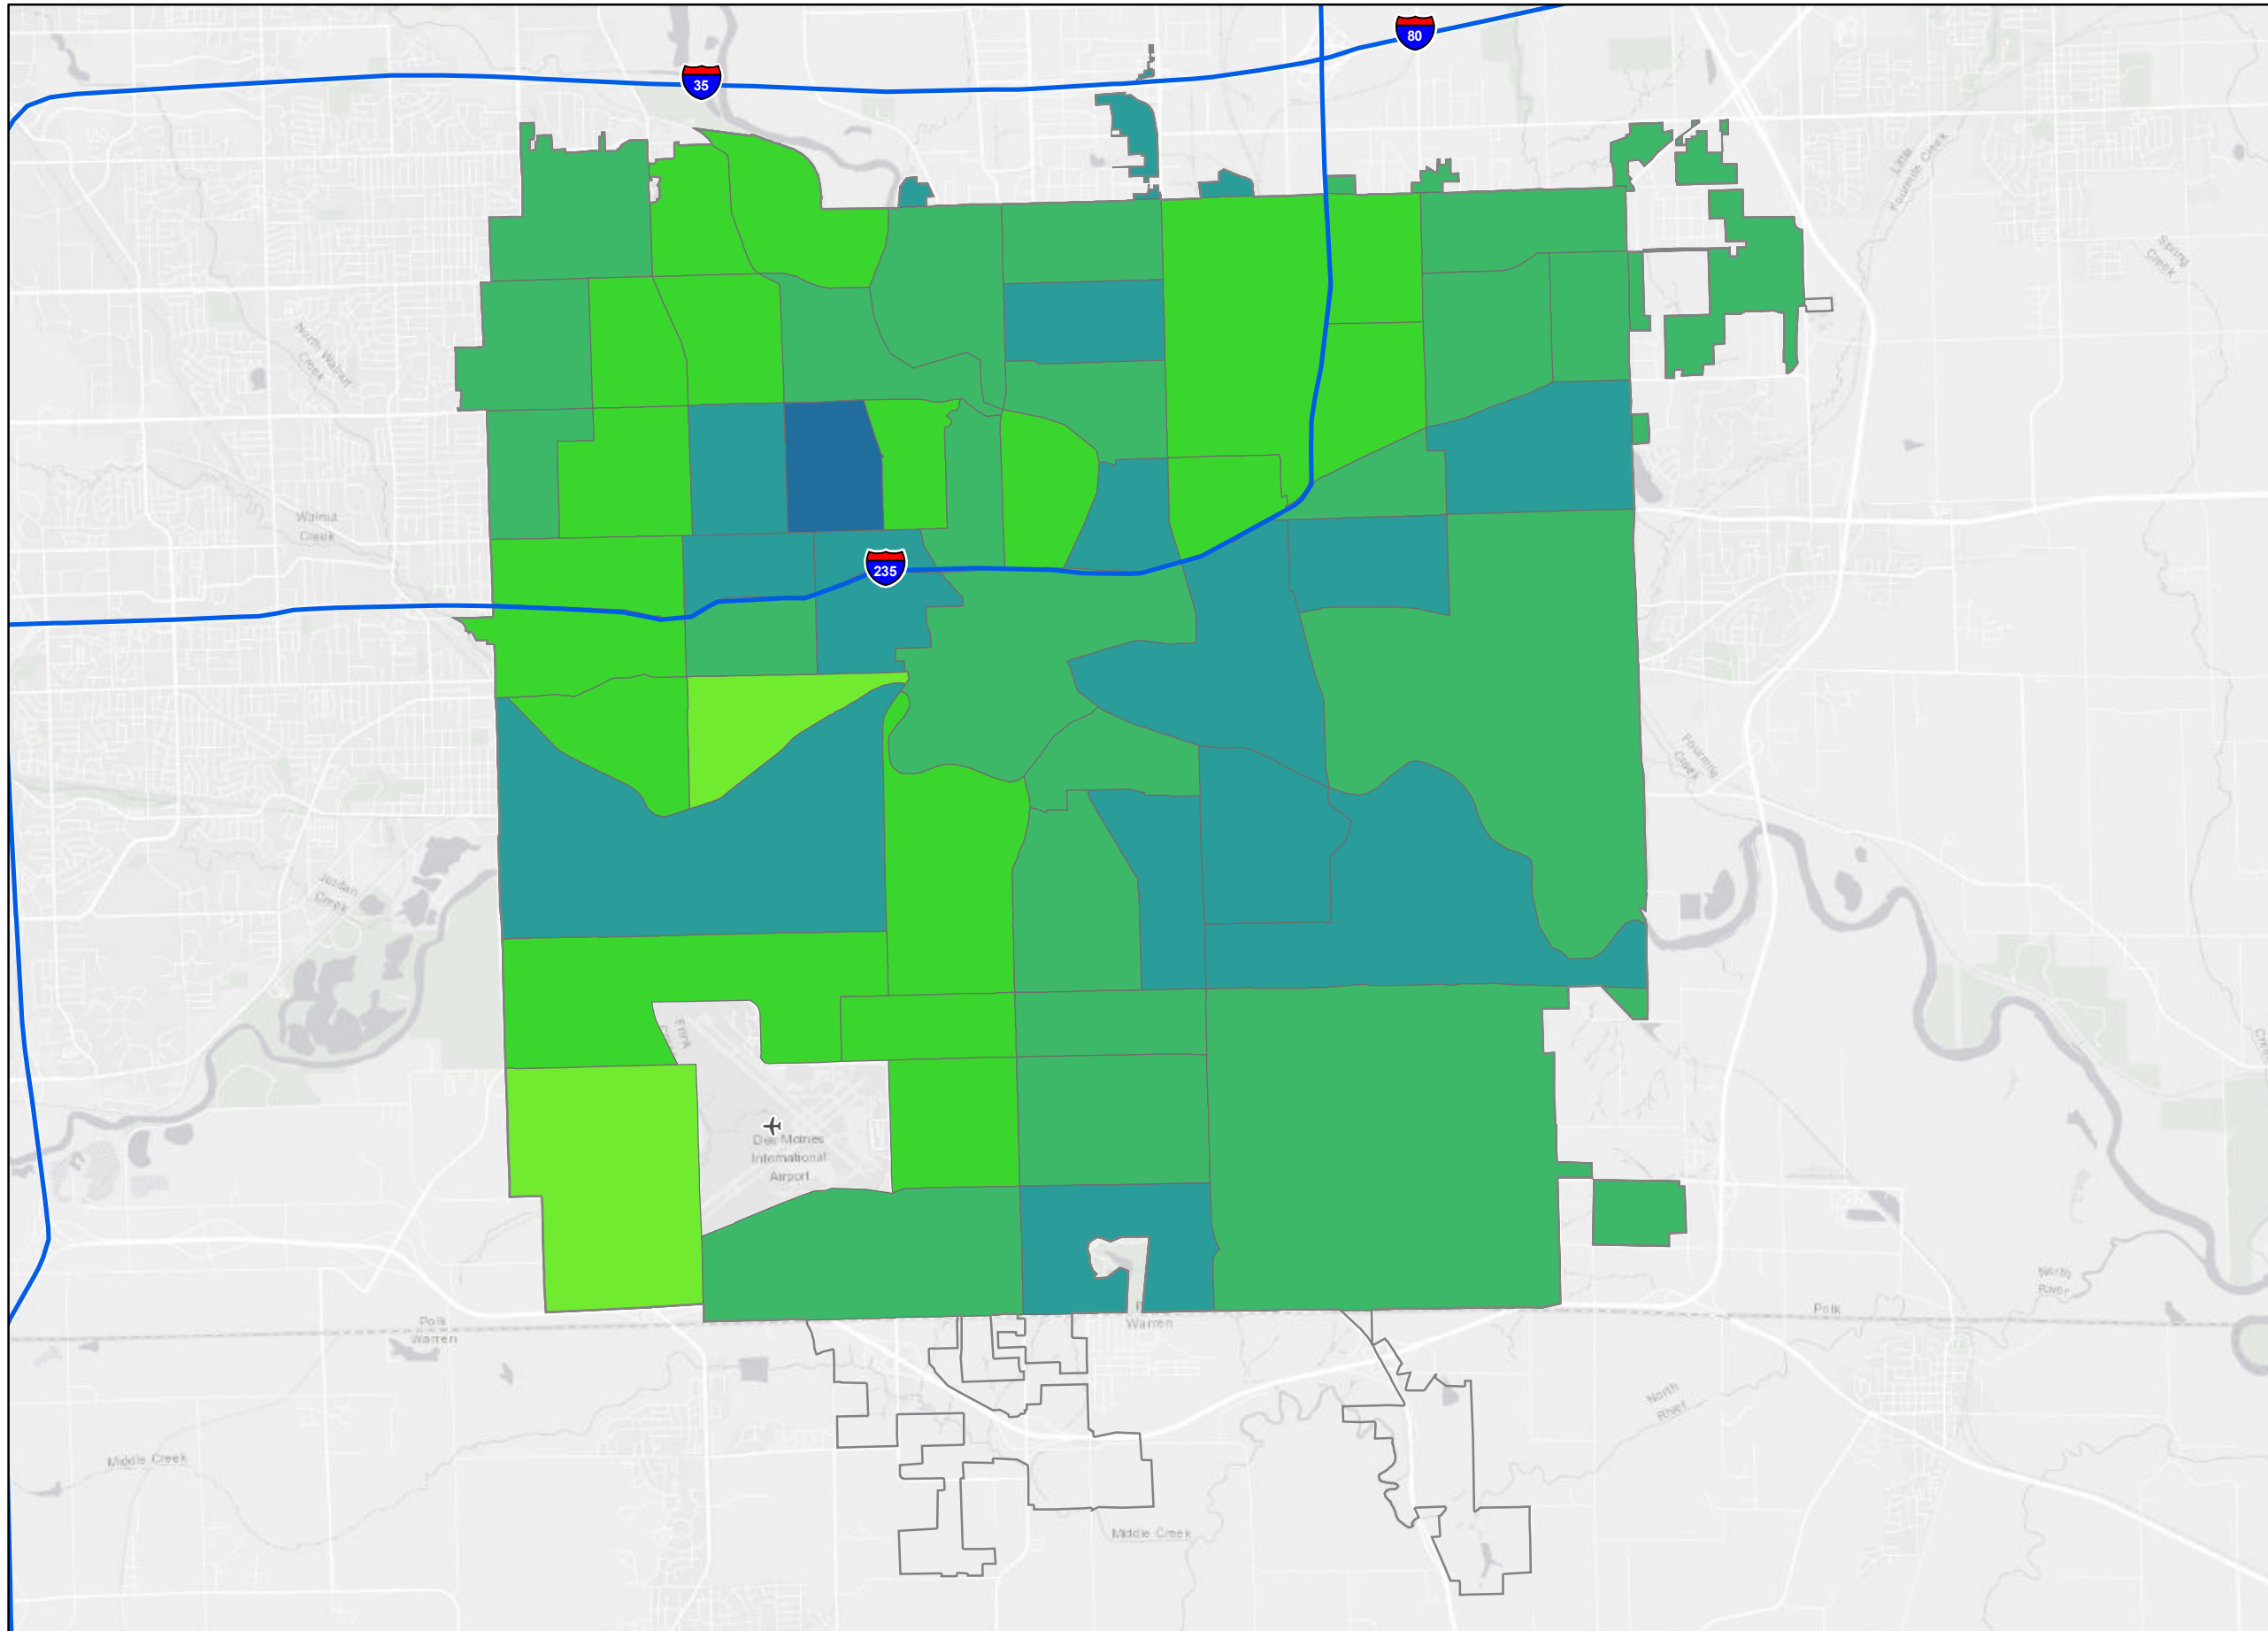 80
35
Little
Fourmile Creek
Spring
Creek
North Walnut
Creek
Walnut
Creek
235
Fourmile
Creek
Jordan
Creek
Des Moines
International
Airport
North
River
Polk
Warren
Warren
Polk
North
River
Middle Creek
Middle Creek